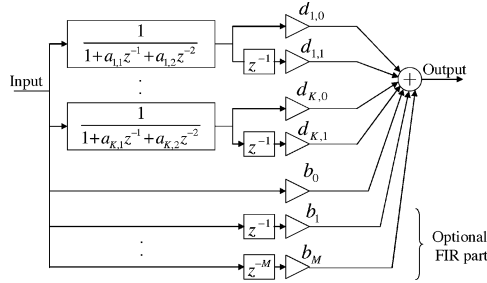 Input
1
1+a_{1,1}z^{-1}+a_{1,2}z^{-2}
z^{-1}
d_{1,0}
d_{1,1}
.
.
1
1+a_{K,1}z^{-1}+a_{K,2}z^{-2}
z^{-1}
d_{K,0}
d_{K,1}
+
Output
b_0
z^{-1}
b_1
.
.
z^{-M}
b_M
Optional
FIR part